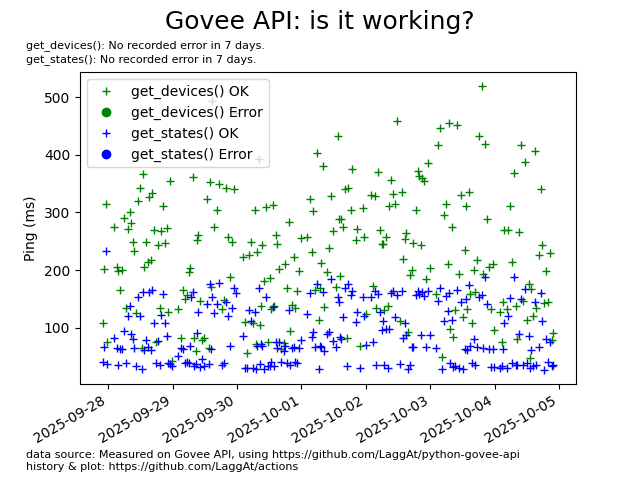 Govee API: is it working?
get_devices(): No recorded error in 7 days.
get_states(): No recorded error in 7 days.
get_devices() OK
get_devices() Error
get_states() OK
get_states() Error
Ping (ms)
500
400
300
200
100
2025-09-28
2025-09-29
2025-09-30
2025-10-01
2025-10-02
2025-10-03
2025-10-04
2025-10-05
data source: Measured on Govee API, using https://github.com/LaggAt/python-govee-api
history & plot: https://github.com/LaggAt/actions